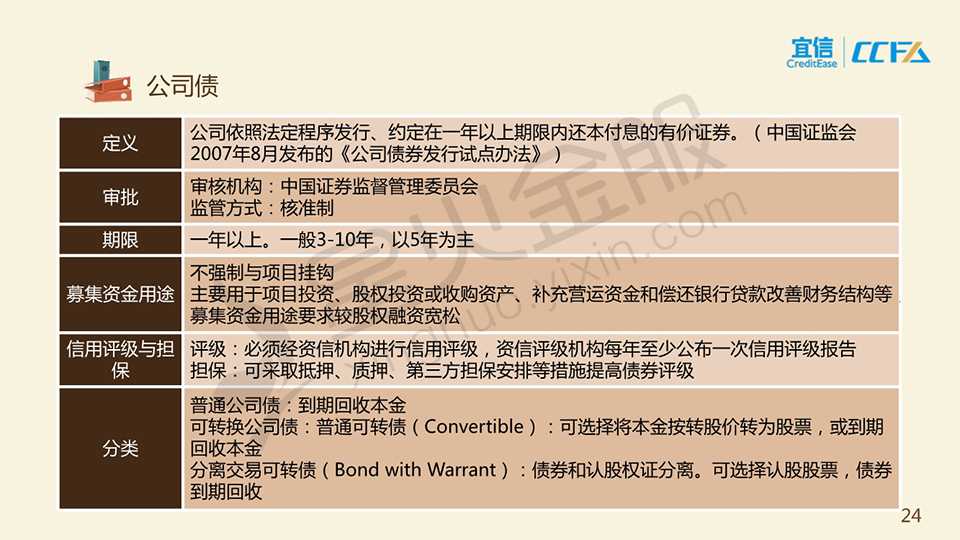 宜信
CreditEase
CCFA
公司债
定义
公司依照法定程序发行、约定在一年以上期限内还本付息的有价证券。（中国证监会
2007年8月发布的《公司债券发行试点办法》）
审批
审核机构：中国证券监督管理委员会
监管方式：核准制
期限
一年以上。一般3-10年，以5年为主
募集资金用途
不强制与项目挂钩
主要用于项目投资、股权投资或收购资产、补充营运资金和偿还银行贷款改善财务结构等
募集资金用途要求较股权融资宽松
信用评级与担
保
评级：必须经资信机构进行信用评级，资信评级机构每年至少公布一次信用评级报告
担保：可采取抵押、质押、第三方担保安排等措施提高债券评级
分类
普通公司债：到期回收本金
可转换公司债：普通可转债（Convertible）：可选择将本金按转股价转为股票，或到期
回收本金
分离交易可转债（Bond with Warrant）：债券和认股权证分离。可选择认股股票，债券
到期回收
24